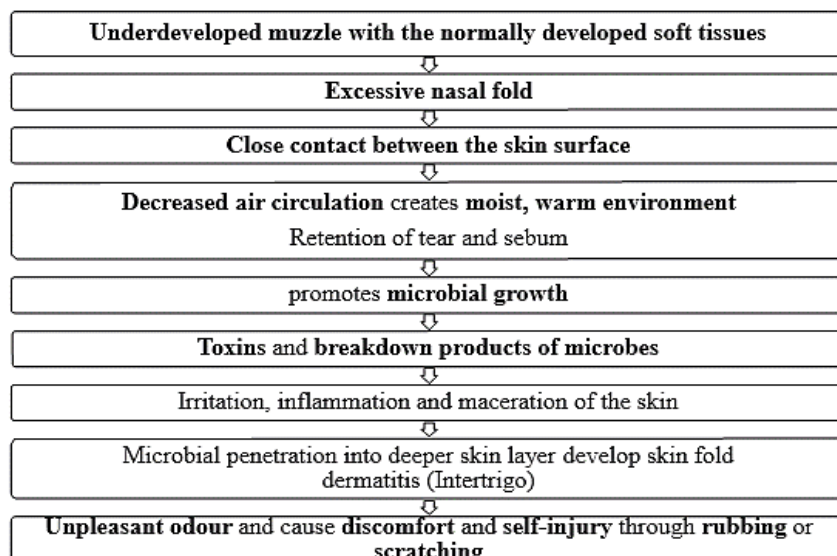 Underdeveloped muzzle with the normally developed soft tissues
Excessive nasal fold
Close contact between the skin surface
Decreased air circulation creates moist, warm environment
Retention of tear and sebum
promotes microbial growth
Toxins and breakdown products of microbes
Irritation, inflammation and maceration of the skin
Microbial penetration into deeper skin layer develop skin fold
dermatitis (Intertrigo)
Unpleasant odour and cause discomfort and self-injury through rubbing or
scratching